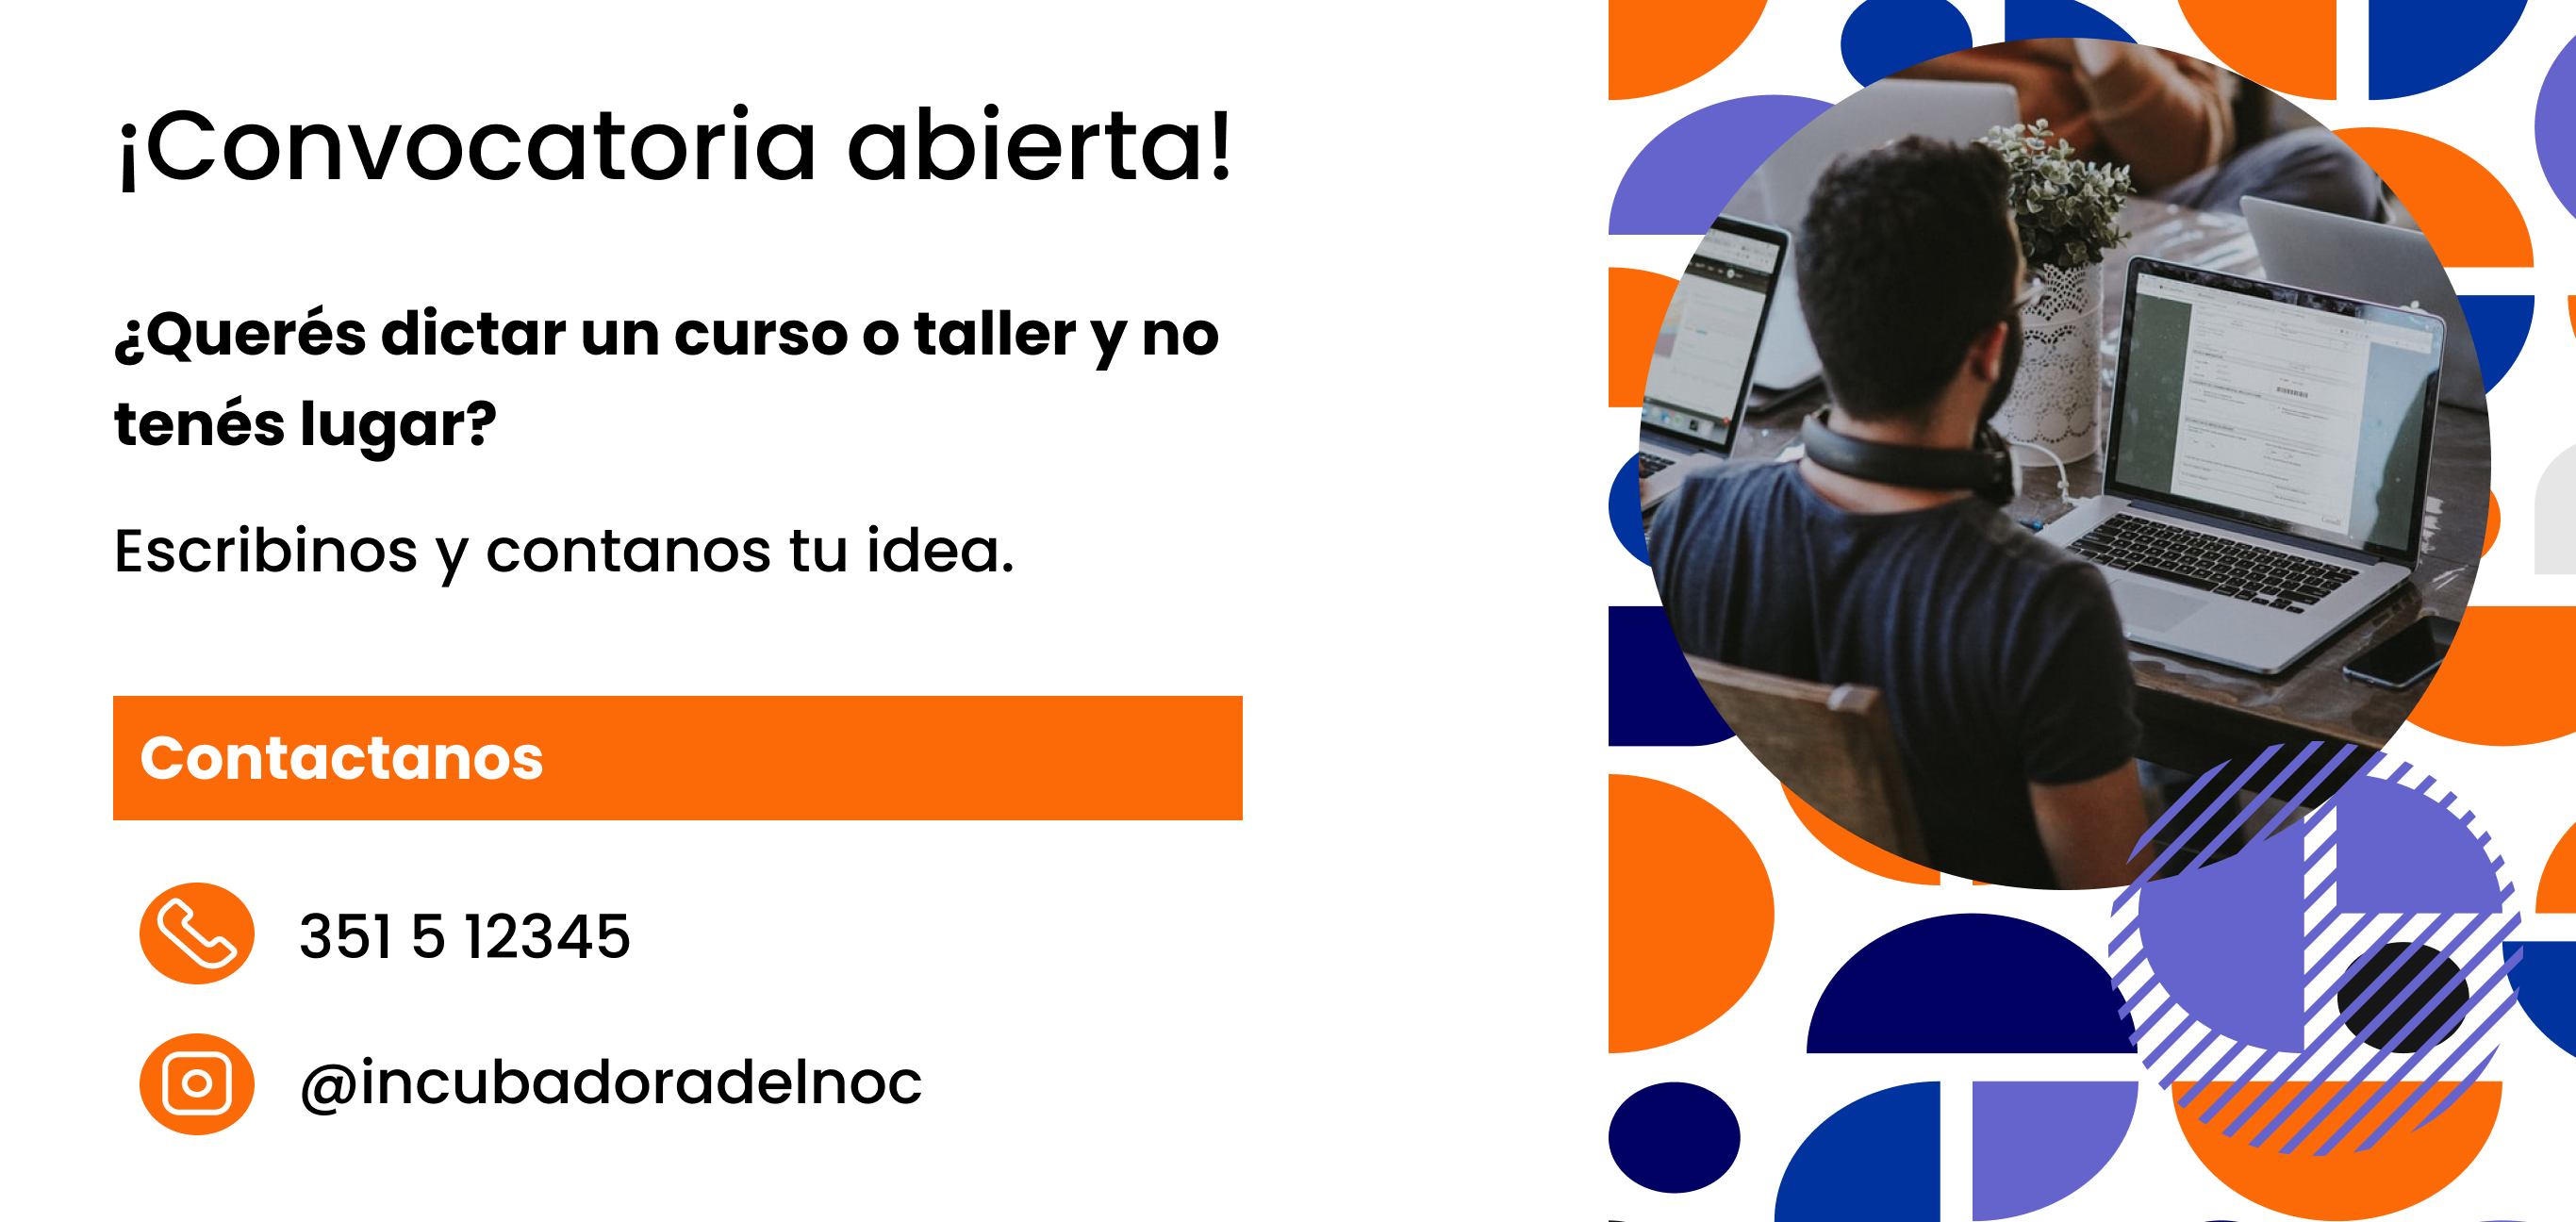 ¡Convocatoria abierta!
¿Querés dictar un curso o taller y no
tenés lugar?
Escribinos y contanos tu idea.
Contactanos
351 5 12345
@incubadoradelnoc